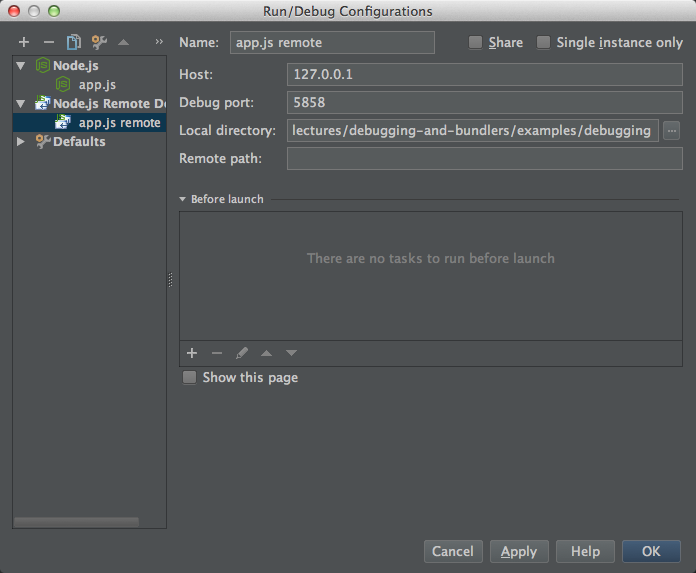 Run/Debug Configurations
Name: app.js remote Share Single instance only
Node.js
app.js
Node.js Remote De
app.js remote
Defaults
Host: 127.0.0.1
Debug port: 5858
Local directory: lectures/debugging-and-bundlers/examples/debugging ...
Remote path:
Before launch
There are no tasks to run before launch
Show this page
Cancel Apply Help OK